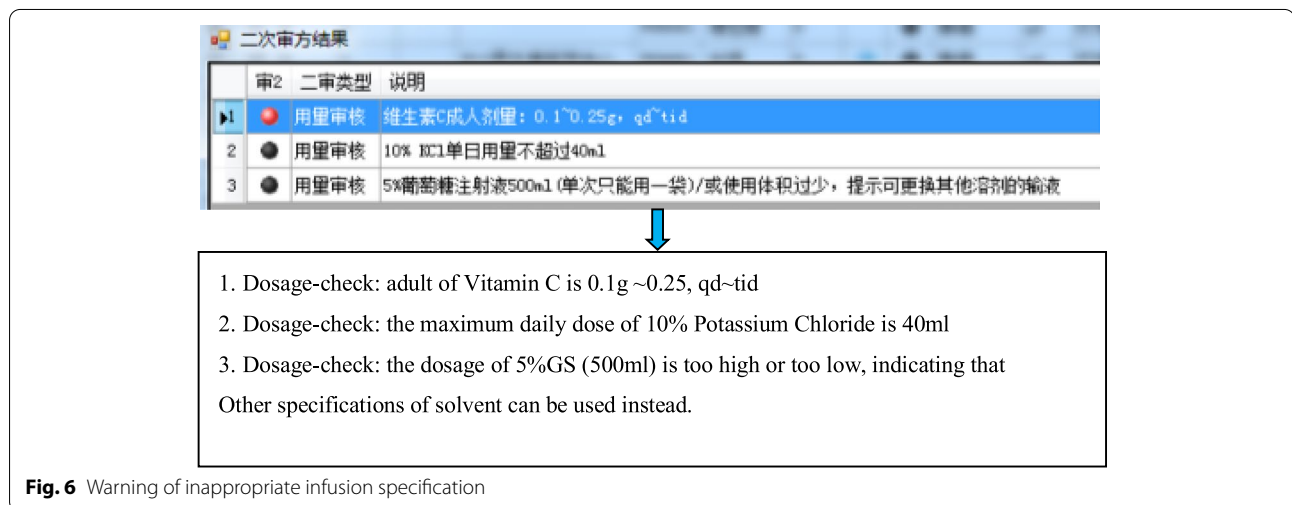 二次审方结果
审2 二审类型 说明
1 用量审核 维生素C成人剂量：0.1~0.25g，qd~tid
2 用量审核 10% KCl单日用量不超过40ml
3 用量审核 5%葡萄糖注射液500ml(单次只能用一袋)/或使用体积过少，提示可更换其他溶剂的输液
1. Dosage-check: adult of Vitamin C is 0.1g ~0.25, qd~tid
2. Dosage-check: the maximum daily dose of 10% Potassium Chloride is 40ml
3. Dosage-check: the dosage of 5%GS (500ml) is too high or too low, indicating that
Other specifications of solvent can be used instead.
Fig. 6 Warning of inappropriate infusion specification